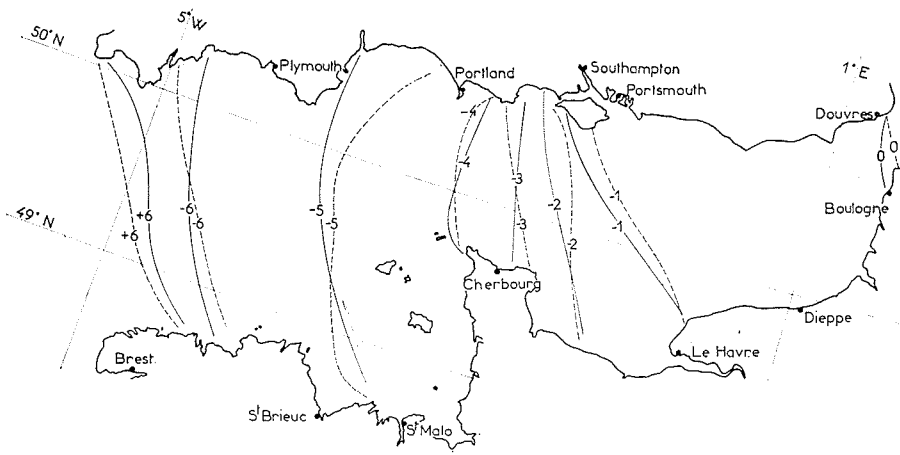 50° N
5° W
Plymouth
Portland
Southampton
Portsmouth
1° E
Douvres
-4
-4
0
0
-3
-1
Boulogne
49° N
+6
+6
-6
-6
-5
-5
-3
-2
-1
-2
Cherbourg
Dieppe
Brest
Le Havre
St Brieuc
St Malo